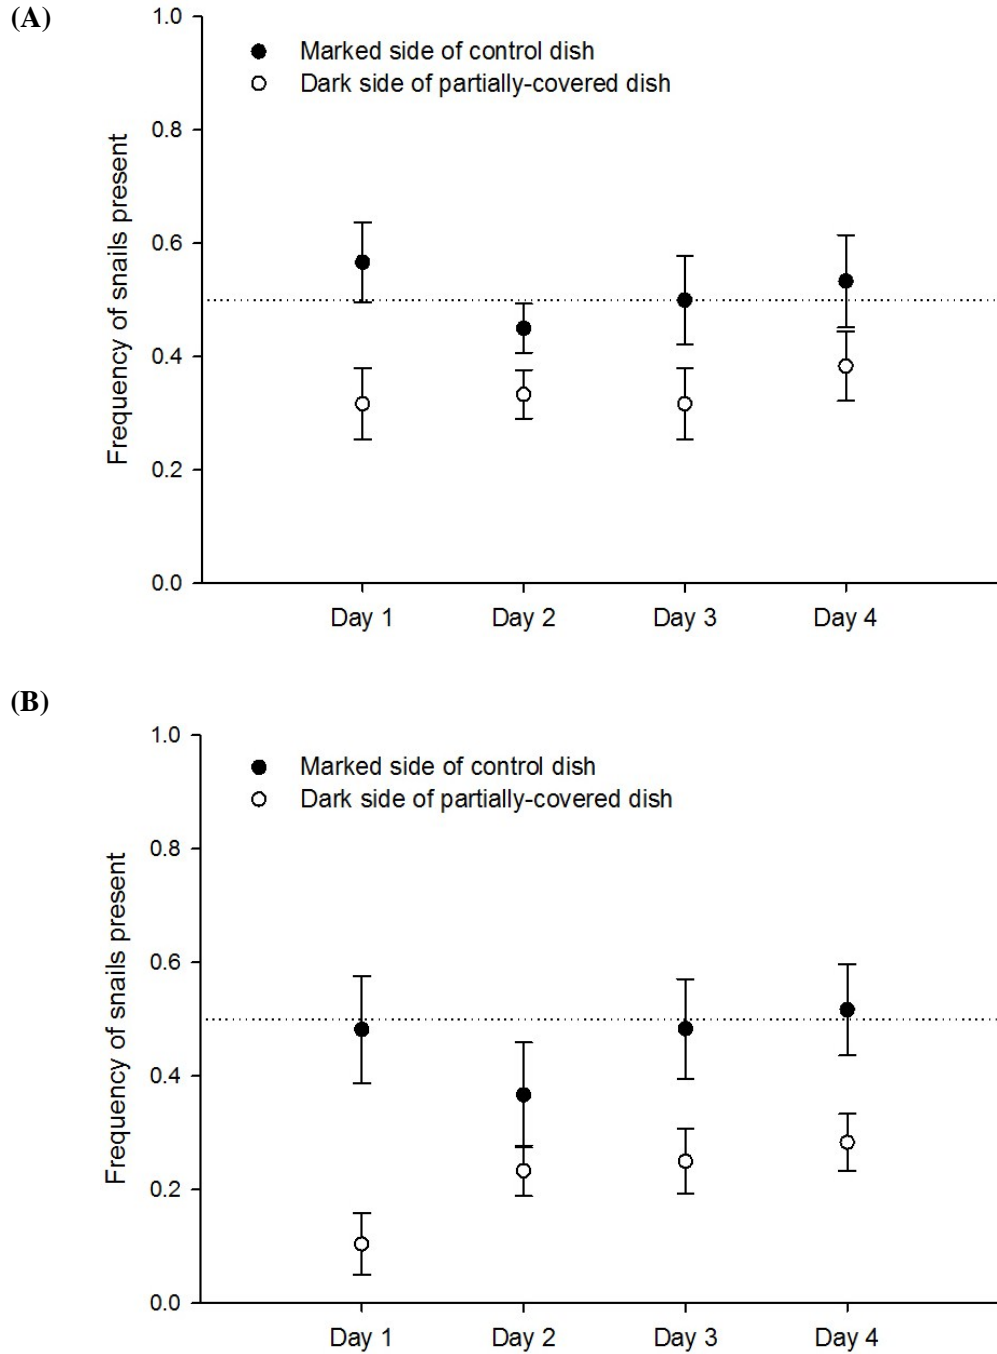 (A)
1.0
Marked side of control dish
Dark side of partially-covered dish
0.8
0.6
0.4
0.2
0.0
Frequency of snails present
Day 1 Day 2 Day 3 Day 4
(B)
1.0
Marked side of control dish
Dark side of partially-covered dish
0.8
0.6
0.4
0.2
0.0
Frequency of snails present
Day 1 Day 2 Day 3 Day 4